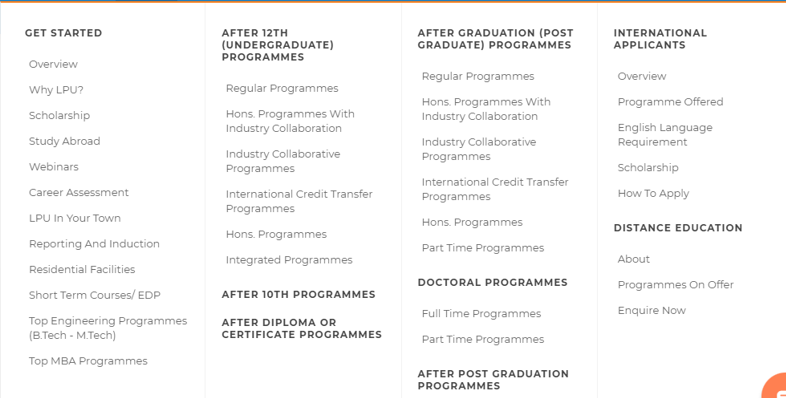 GET STARTED
Overview
Why LPU?
Scholarship
Study Abroad
Webinars
Career Assessment
LPU In Your Town
Reporting And Induction
Residential Facilities
Short Term Courses/ EDP
Top Engineering Programmes
(B.Tech - M.Tech)
Top MBA Programmes
AFTER 12TH
(UNDERGRADUATE)
PROGRAMMES
Regular Programmes
Hons. Programmes With
Industry Collaboration
Industry Collaborative
Programmes
International Credit Transfer
Programmes
Hons. Programmes
Integrated Programmes
AFTER 10TH PROGRAMMES
AFTER DIPLOMA OR
CERTIFICATE PROGRAMMES
AFTER GRADUATION (POST
GRADUATE) PROGRAMMES
Regular Programmes
Hons. Programmes With
Industry Collaboration
Industry Collaborative
Programmes
International Credit Transfer
Programmes
Hons. Programmes
Part Time Programmes
DOCTORAL PROGRAMMES
Full Time Programmes
Part Time Programmes
AFTER POST GRADUATION
PROGRAMMES
INTERNATIONAL
APPLICANTS
Overview
Programme Offered
English Language
Requirement
Scholarship
How To Apply
DISTANCE EDUCATION
About
Programmes On Offer
Enquire Now